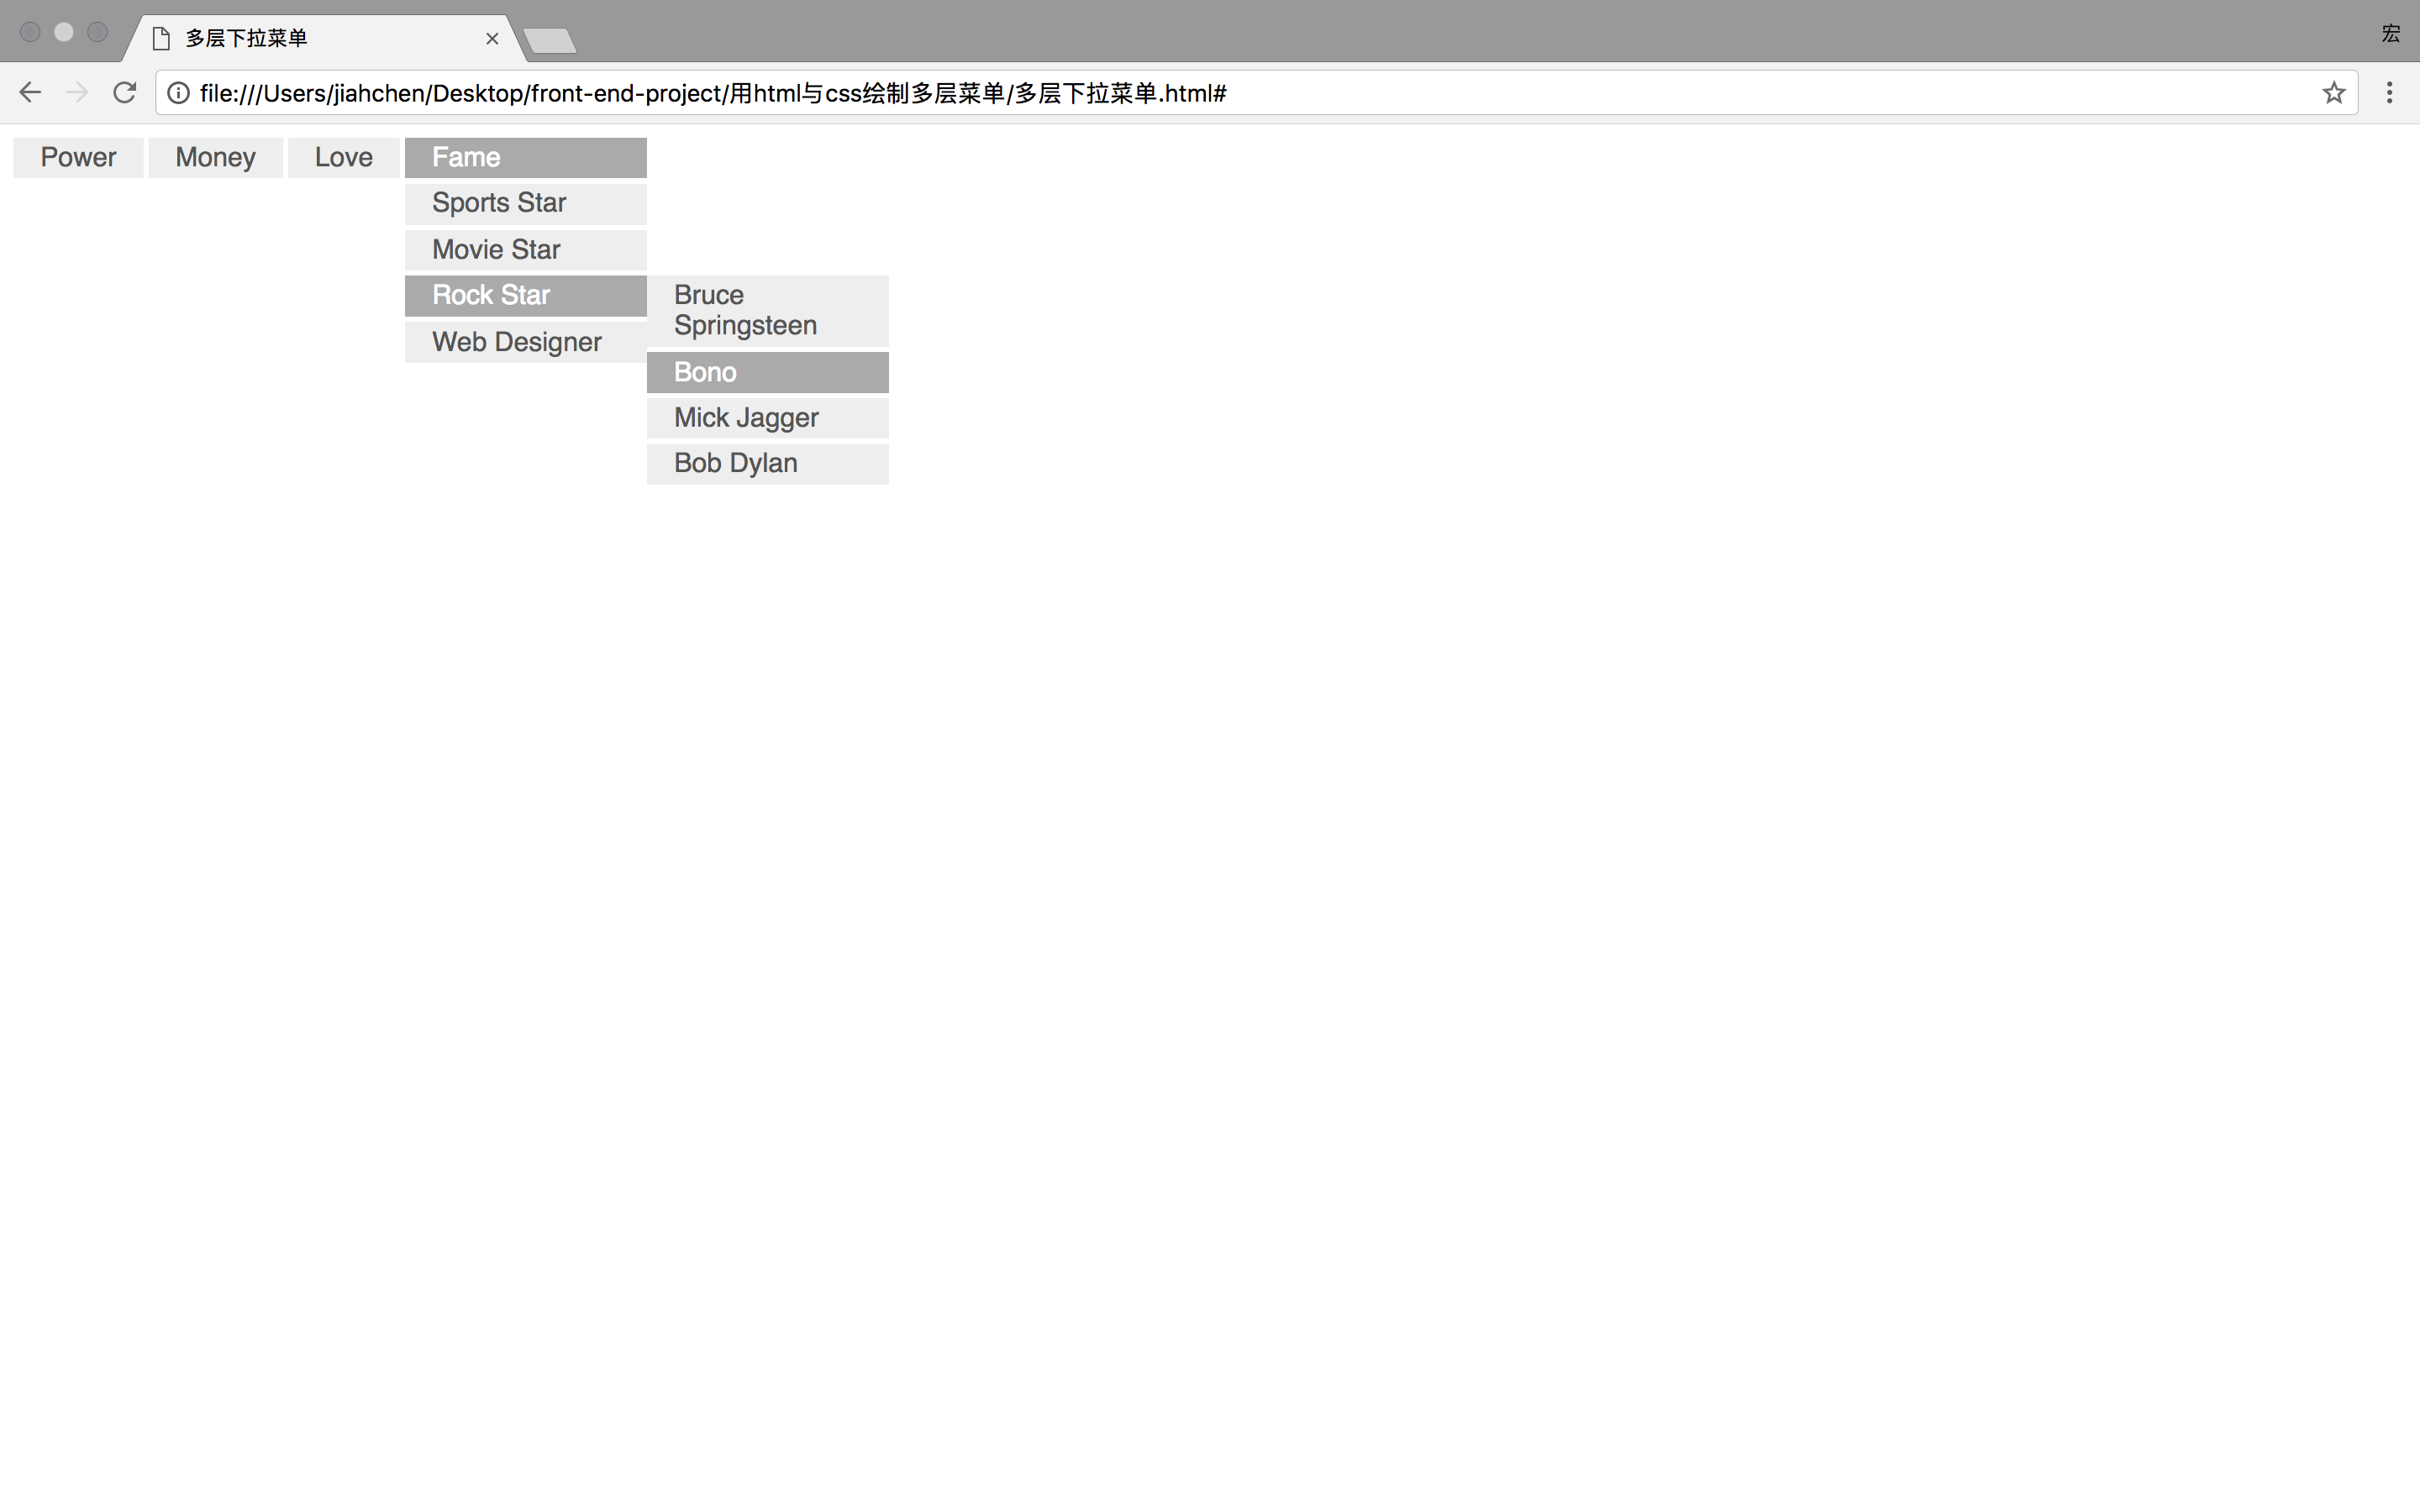 多层下拉菜单
宏
file:///Users/jiahchen/Desktop/front-end-project/用html与css绘制多层菜单/多层下拉菜单.html#
Power Money Love Fame
Sports Star
Movie Star
Rock Star
Web Designer
Bruce
Springsteen
Bono
Mick Jagger
Bob Dylan